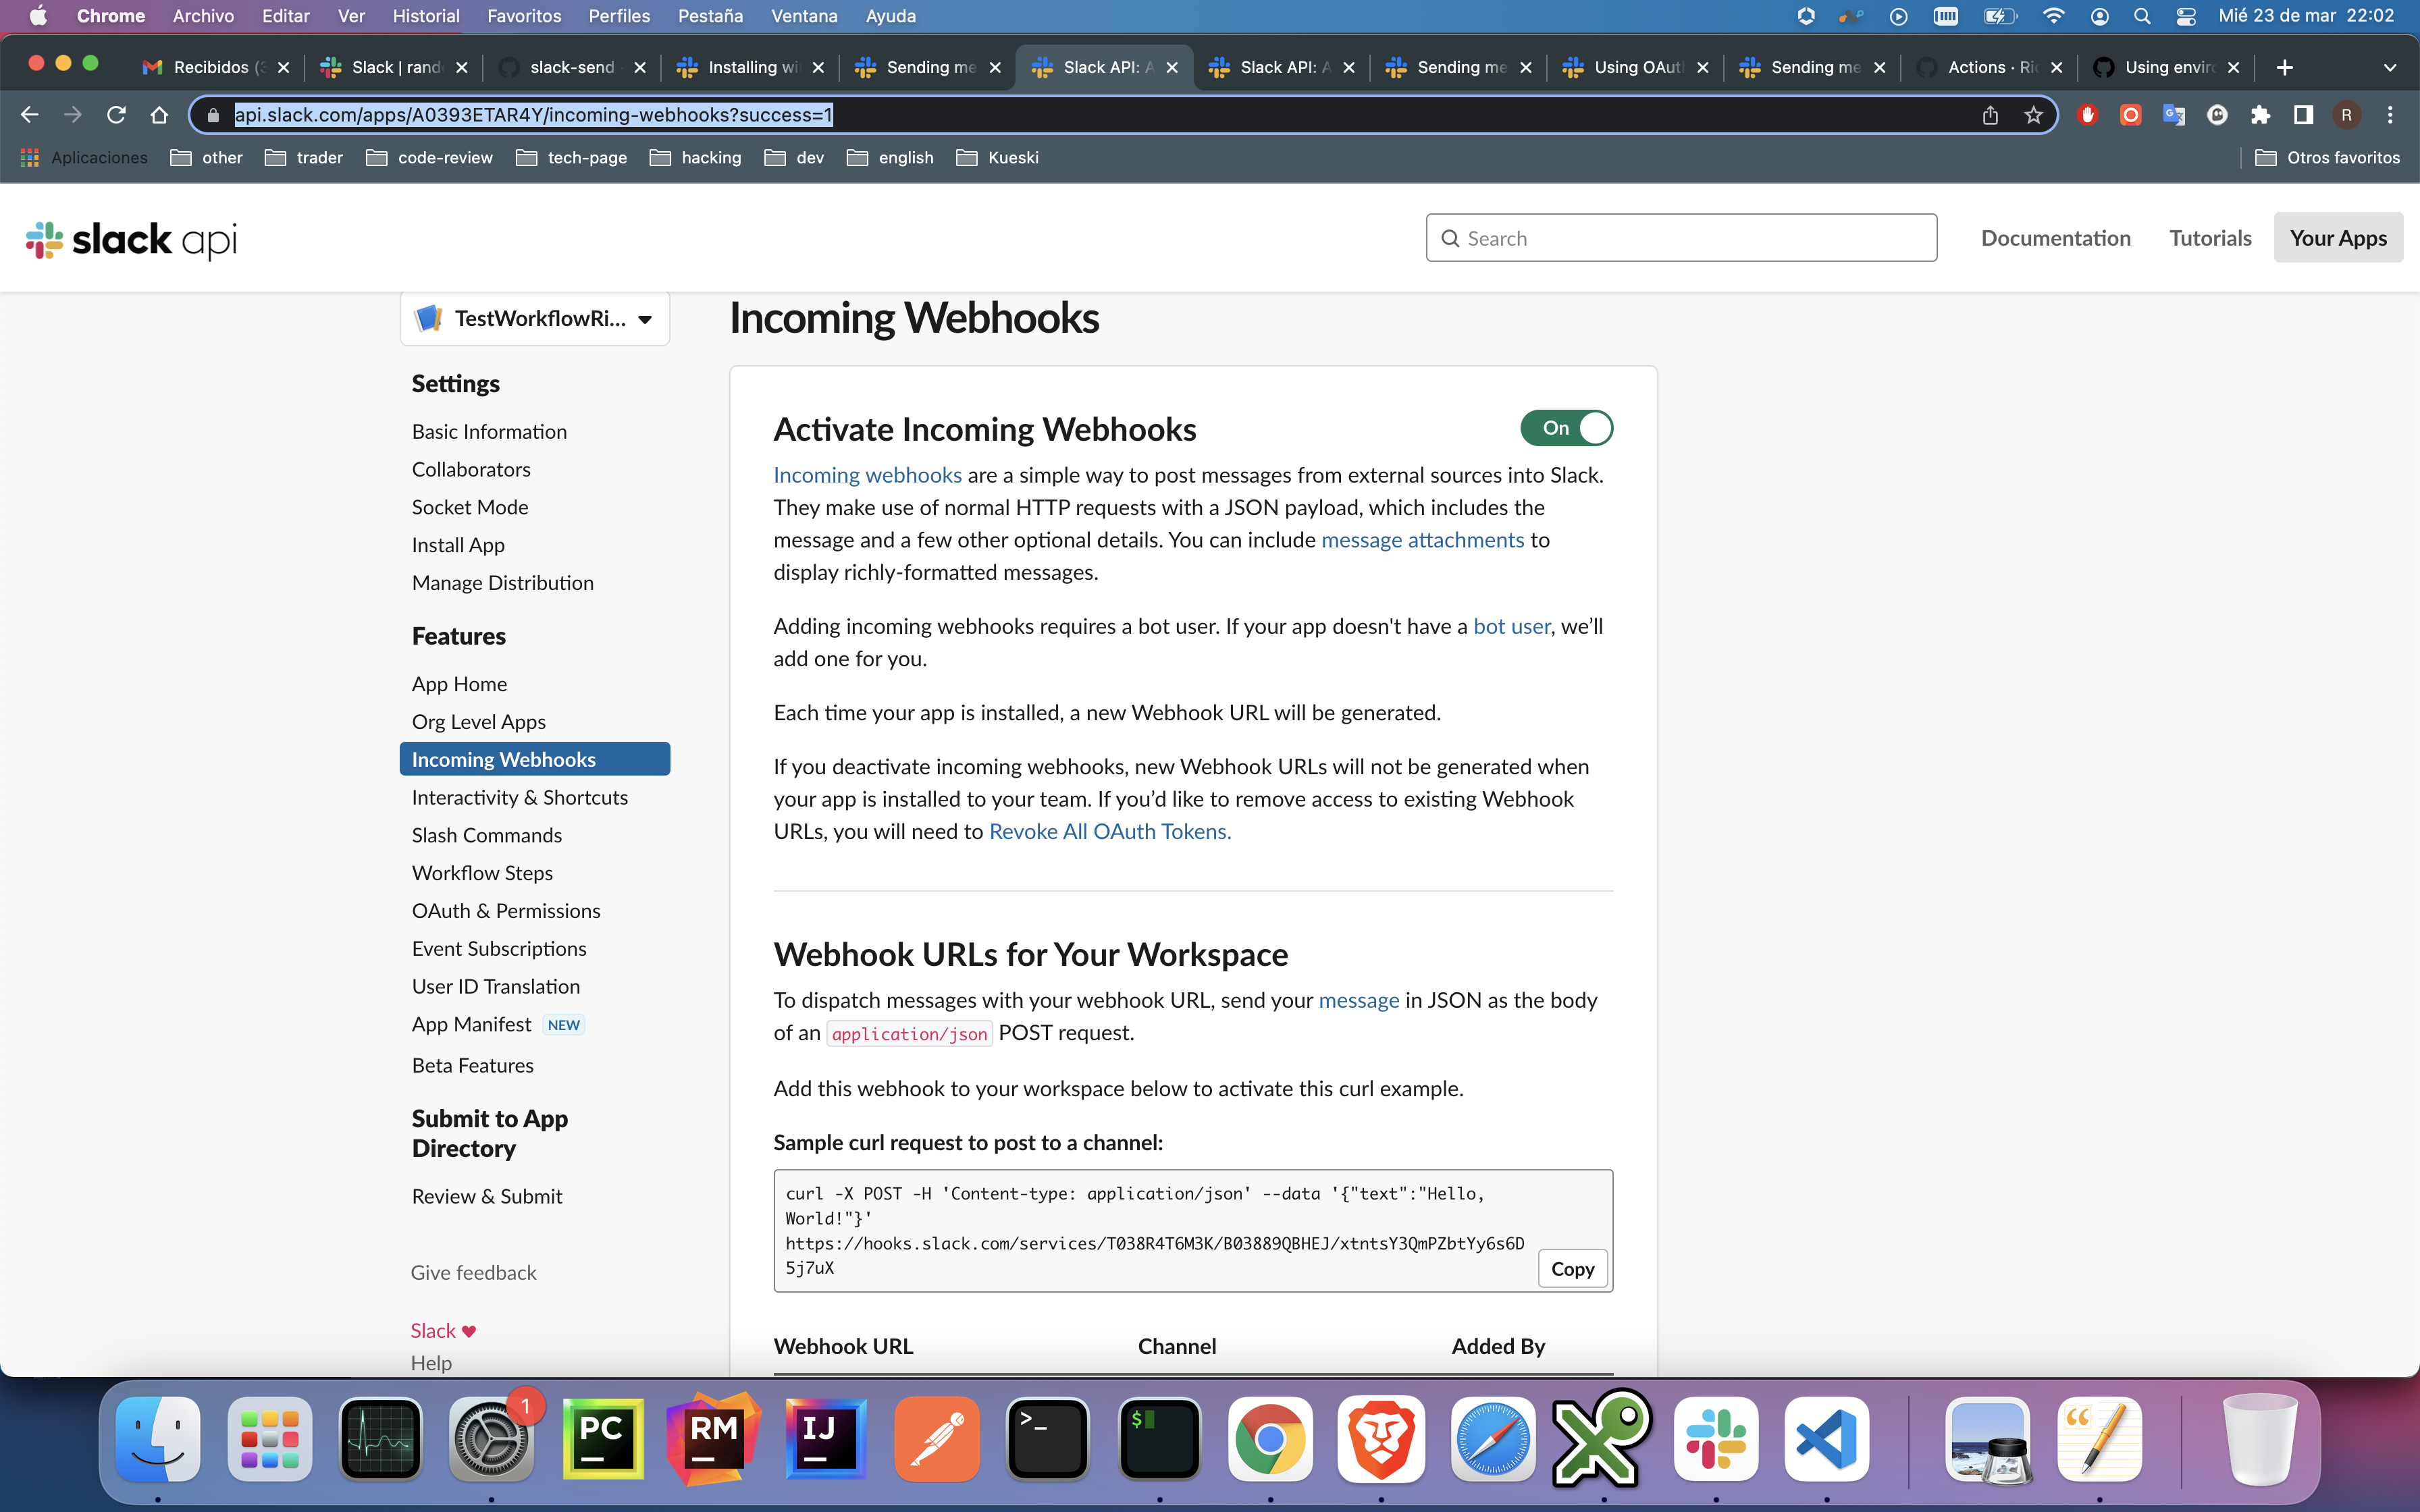 Chrome Archivo Editar Ver Historial Favoritos Perfiles Pestaña Ventana Ayuda Mié 23 de mar 22:02
Recibidos (3 Slack | rand slack-send Installing wi Sending me Slack API: A Slack API: A Sending me Using OAut Sending me Actions · Ric Using envir
api.slack.com/apps/A0393ETAR4Y/incoming-webhooks?success=1
R
Aplicaciones other trader code-review tech-page hacking dev english Kueski Otros favoritos
slack api
Search
Documentation Tutorials Your Apps
TestWorkflowRi...
Settings
Basic Information
Collaborators
Socket Mode
Install App
Manage Distribution
Features
App Home
Org Level Apps
Incoming Webhooks
Interactivity & Shortcuts
Slash Commands
Workflow Steps
OAuth & Permissions
Event Subscriptions
User ID Translation
App Manifest NEW
Beta Features
Submit to App
Directory
Review & Submit
Give feedback
Slack ♥
Help
Incoming Webhooks
Activate Incoming Webhooks On
Incoming webhooks are a simple way to post messages from external sources into Slack.
They make use of normal HTTP requests with a JSON payload, which includes the
message and a few other optional details. You can include message attachments to
display richly-formatted messages.
Adding incoming webhooks requires a bot user. If your app doesn't have a bot user, we’ll
add one for you.
Each time your app is installed, a new Webhook URL will be generated.
If you deactivate incoming webhooks, new Webhook URLs will not be generated when
your app is installed to your team. If you’d like to remove access to existing Webhook
URLs, you will need to Revoke All OAuth Tokens.
Webhook URLs for Your Workspace
To dispatch messages with your webhook URL, send your message in JSON as the body
of an application/json POST request.
Add this webhook to your workspace below to activate this curl example.
Sample curl request to post to a channel:
curl -X POST -H 'Content-type: application/json' --data '{"text":"Hello,
World!"}'
https://hooks.slack.com/services/T038R4T6M3K/B03889QBHEJ/xtntsY3QmPZbtYy6s6D
5j7uX
Copy
Webhook URL Channel Added By
1
PC RM IJ >_ $